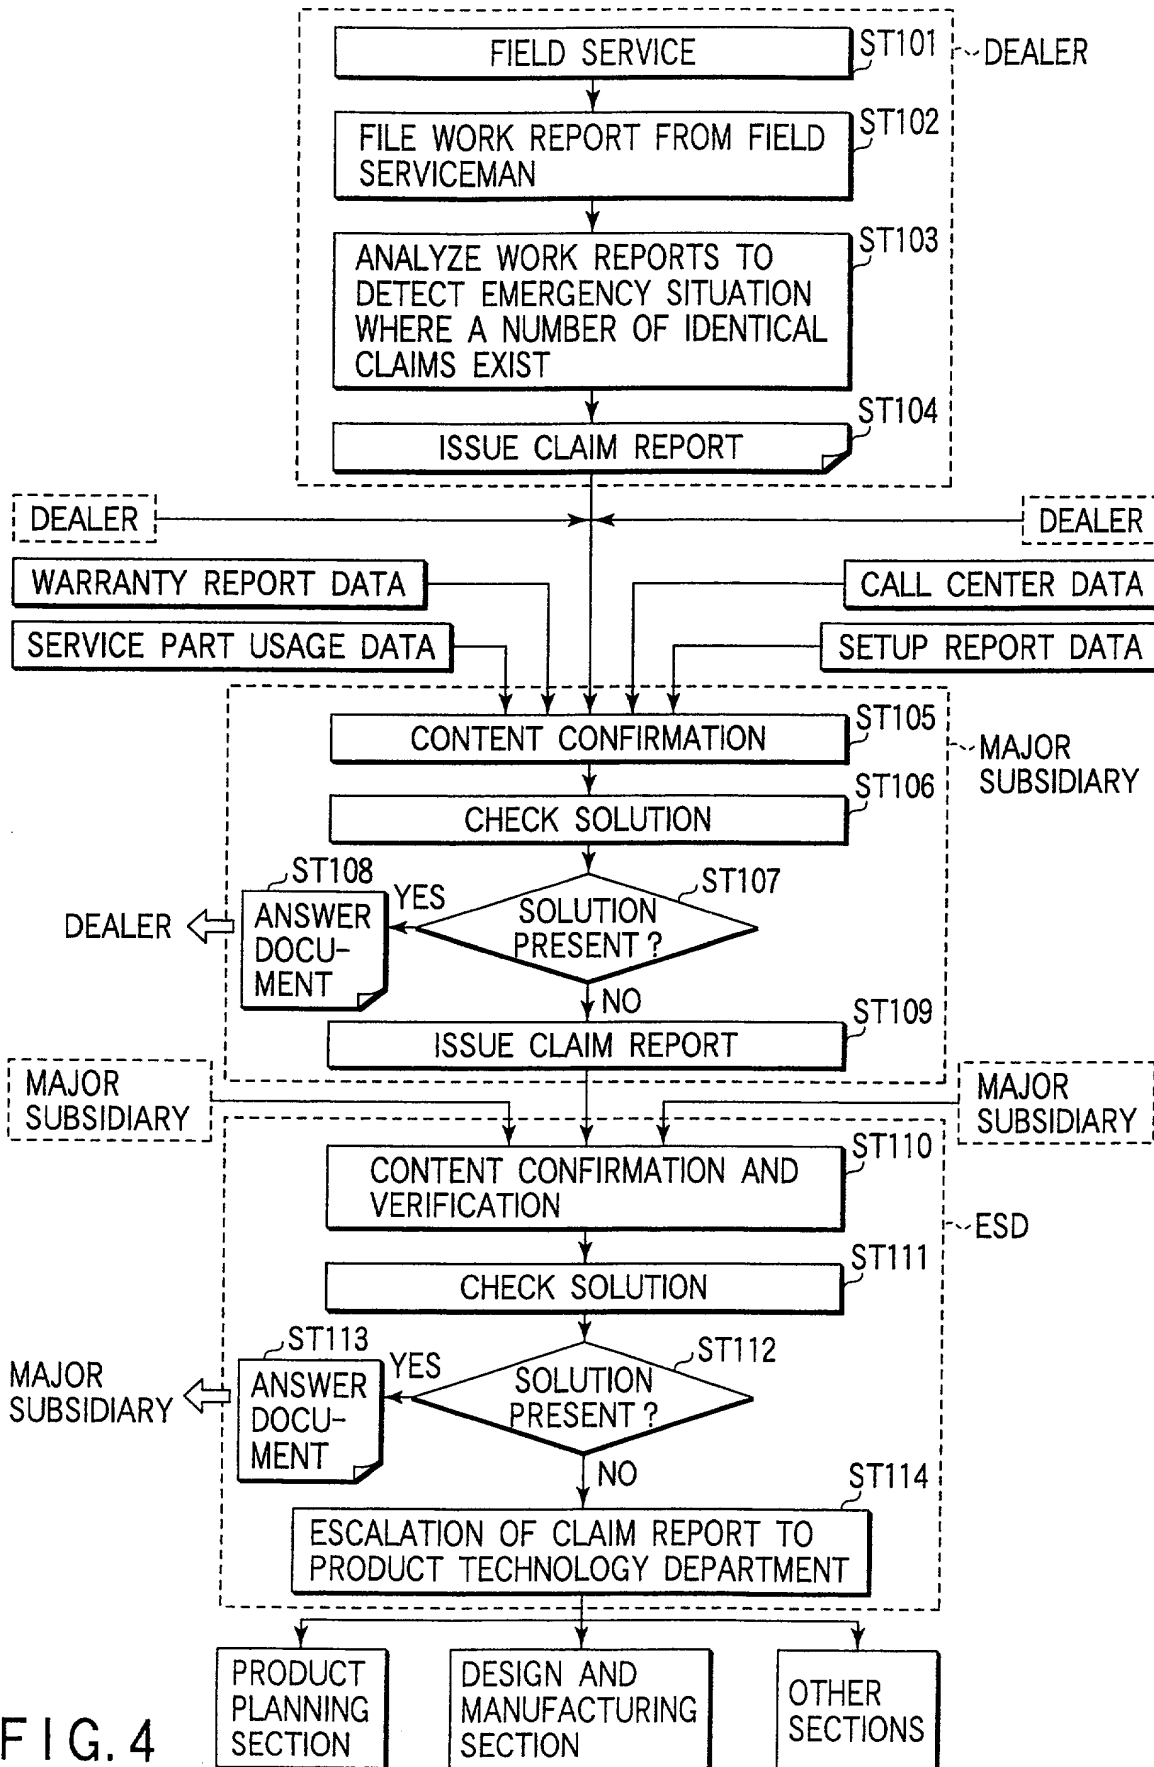 FIELD SERVICE
ST101
DEALER
FILE WORK REPORT FROM FIELD
SERVICEMAN
ST102
ANALYZE WORK REPORTS TO
DETECT EMERGENCY SITUATION
WHERE A NUMBER OF IDENTICAL
CLAIMS EXIST
ST103
ISSUE CLAIM REPORT
ST104
DEALER
DEALER
WARRANTY REPORT DATA
CALL CENTER DATA
SERVICE PART USAGE DATA
SETUP REPORT DATA
CONTENT CONFIRMATION
ST105
MAJOR
SUBSIDIARY
CHECK SOLUTION
ST106
SOLUTION
PRESENT?
ST107
YES
ST108
ANSWER
DOCU-
MENT
DEALER
NO
ISSUE CLAIM REPORT
ST109
MAJOR
SUBSIDIARY
MAJOR
SUBSIDIARY
CONTENT CONFIRMATION AND
VERIFICATION
ST110
ESD
CHECK SOLUTION
ST111
SOLUTION
PRESENT?
ST112
YES
ST113
ANSWER
DOCU-
MENT
MAJOR
SUBSIDIARY
NO
ESCALATION OF CLAIM REPORT TO
PRODUCT TECHNOLOGY DEPARTMENT
ST114
PRODUCT
PLANNING
SECTION
DESIGN AND
MANUFACTURING
SECTION
OTHER
SECTIONS
FIG. 4